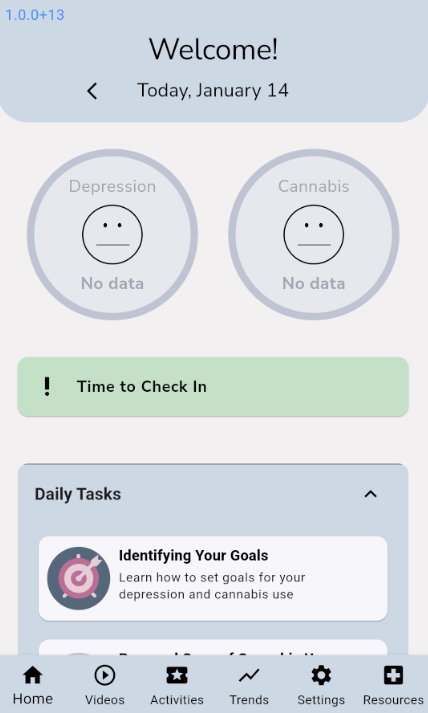 1.0.0+13
Welcome!
Today, January 14
Depression
Cannabis
No data
No data
Time to Check In
Daily Tasks
Identifying Your Goals
Learn how to set goals for your
depression and cannabis use
Home
Videos
Activities
Trends
Settings
Resources